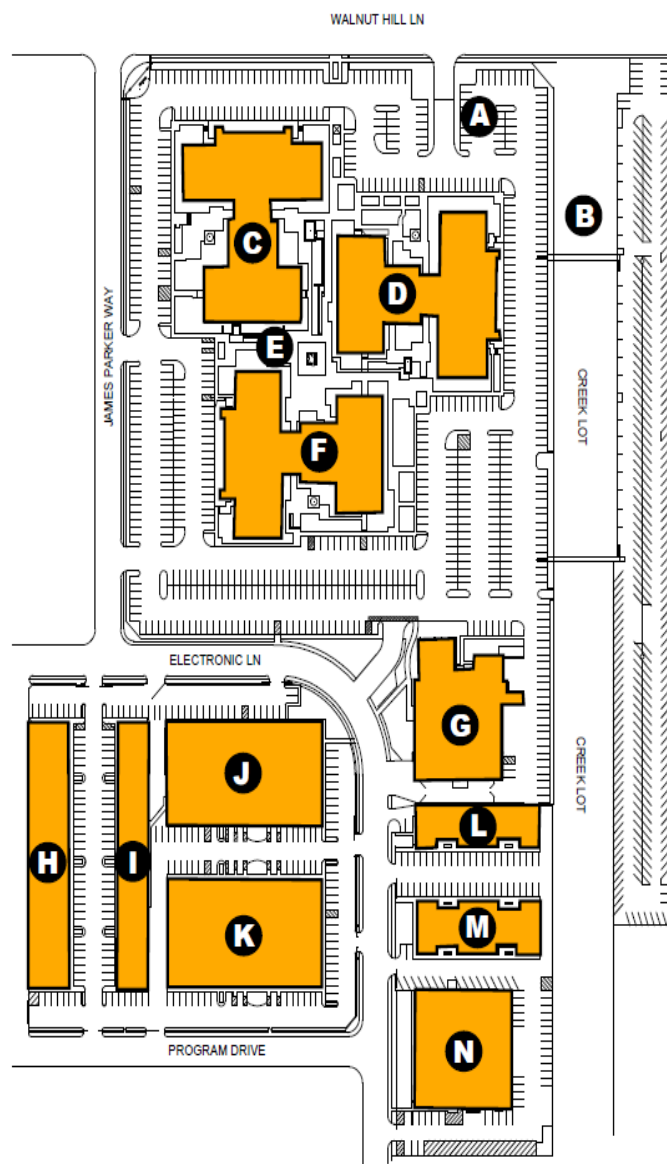 WALNUT HILL LN
A
B
C
D
JAMES PARKER WAY
E
CREEK LOT
F
ELECTRONIC LN
G
J
CREEK LOT
L
H
I
K
M
N
PROGRAM DRIVE